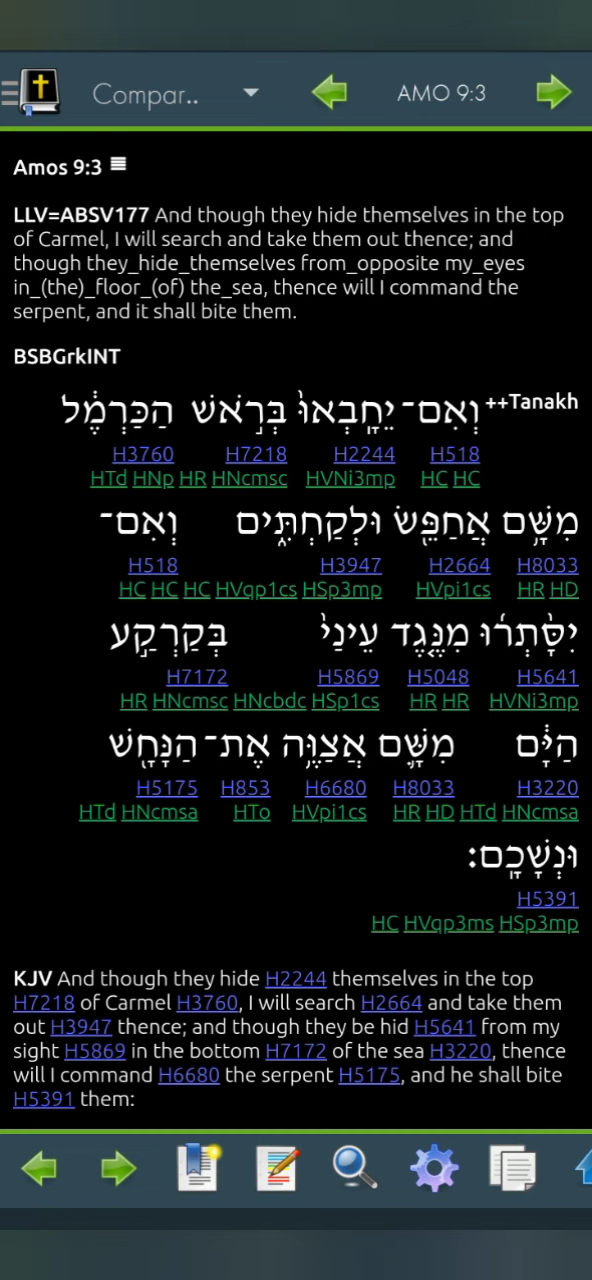 Compar..
AMO 9:3
Amos 9:3
LLV=ABSV177 And though they hide themselves in the top
of Carmel, I will search and take them out thence; and
though they_hide_themselves from_opposite my_eyes
in_(the)_floor_(of) the_sea, thence will I command the
serpent, and it shall bite them.
BSBGrkINT
++Tanakh וְאִם־ יֵחָֽבְאוּ֙ בְּרֹ֣אשׁ הַכַּרְמֶ֔ל
H3760 H7218 H2244 H518
HTd HNp HR HNcmsc HVNi3mp HC HC
מִשָּׁ֥ם אֲחַפֵּ֖שׂ וּלְקַחְתִּ֑ים וְאִם־
H518 H3947 H2664 H8033
HC HC HC HVqp1cs HSp3mp HVpi1cs HR HD
יִסָּ֨תְר֜וּ מִנֶּ֤גֶד עֵינַי֙ בְּקַרְקַ֣ע
H7172 H5869 H5048 H5641
HR HNcmsc HNcbdc HSp1cs HR HR HVNi3mp
הַיָּ֔ם מִשָּׁ֛ם אֲצַוֶּ֥ה אֶת־ הַנָּחָ֖שׁ
H5175 H853 H6680 H8033 H3220
HTd HNcmsa HTo HVpi1cs HR HD HTd HNcmsa
וּנְשָׁכָֽם׃
H5391
HC HVqp3ms HSp3mp
KJV And though they hide H2244 themselves in the top
H7218 of Carmel H3760, I will search H2664 and take them
out H3947 thence; and though they be hid H5641 from my
sight H5869 in the bottom H7172 of the sea H3220, thence
will I command H6680 the serpent H5175, and he shall bite
H5391 them: